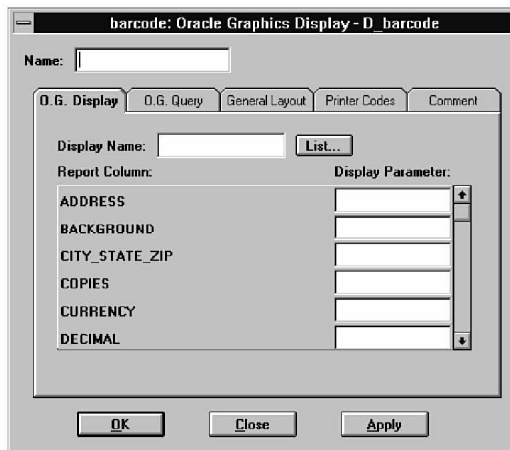 barcode: Oracle Graphics Display - D_barcode
Name:
O.G. Display O.G. Query General Layout Printer Codes Comment
Display Name: List...
Report Column: Display Parameter:
ADDRESS
BACKGROUND
CITY_STATE_ZIP
COPIES
CURRENCY
DECIMAL
OK Close Apply